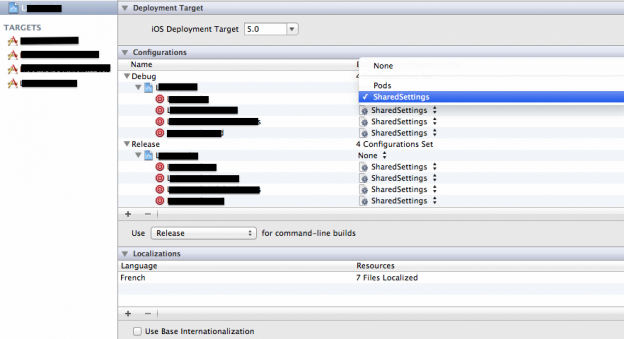 L
Deployment Target
iOS Deployment Target 5.0
TARGETS
Configurations
Name
None
Debug 4
Pods
L
SharedSettings
L
L SharedSettings
L s SharedSettings
SharedSettings
Release 4 Configurations Set
L None
L SharedSettings
L SharedSettings
L SharedSettings
SharedSettings
+ −
Use Release for command-line builds
Localizations
Language Resources
French 7 Files Localized
+ −
Use Base Internationalization